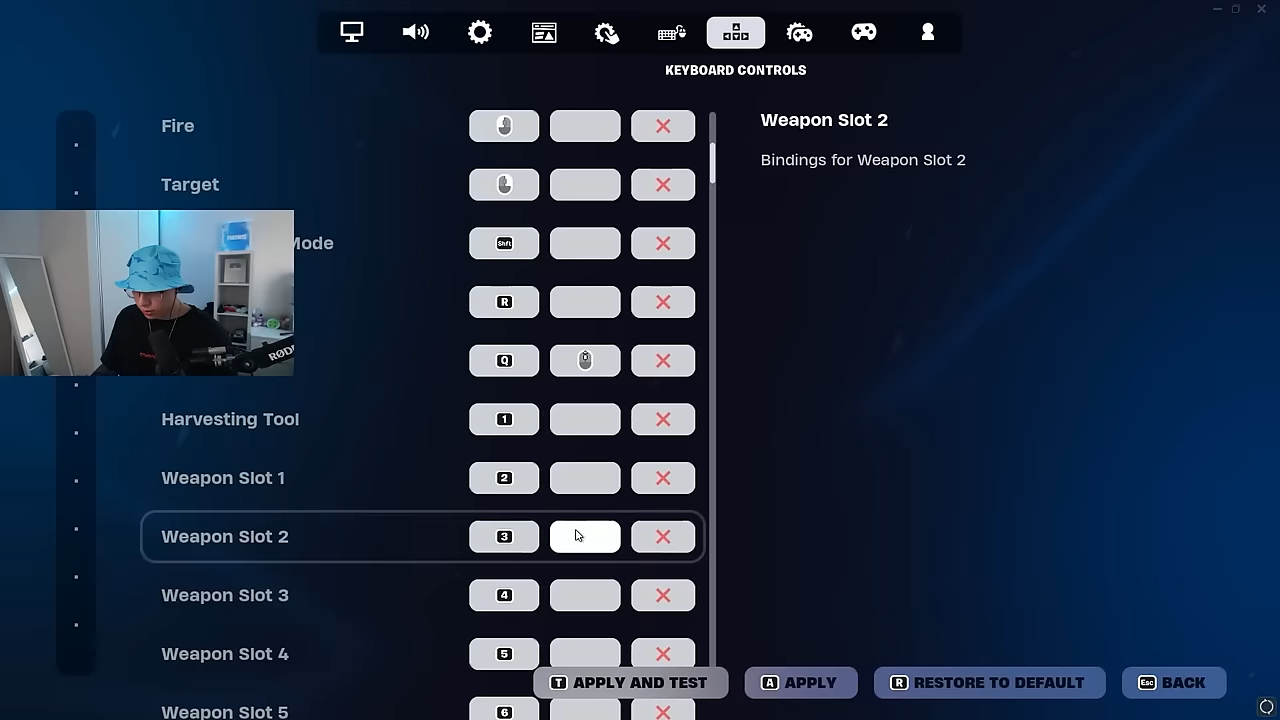 KEYBOARD CONTROLS
Fire
Weapon Slot 2
Bindings for Weapon Slot 2
Target
Mode
Shft
R
Q
RØD
Harvesting Tool
1
Weapon Slot 1
2
Weapon Slot 2
3
Weapon Slot 3
4
Weapon Slot 4
5
T APPLY AND TEST
A APPLY
R RESTORE TO DEFAULT
Esc BACK
Weapon Slot 5
6